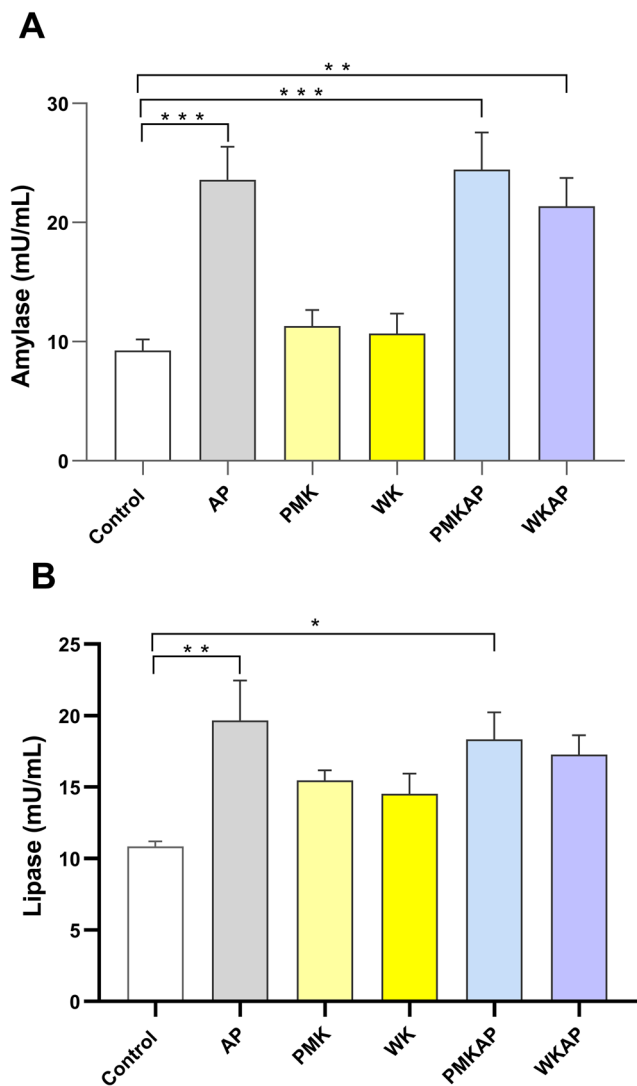 A
* *
* * *
* * *
30
20
10
0
Amylase (mU/mL)
Control
AP
PMK
WK
PMKAP
WKAP
B
*
* *
25
20
15
10
5
0
Lipase (mU/mL)
Control
AP
PMK
WK
PMKAP
WKAP